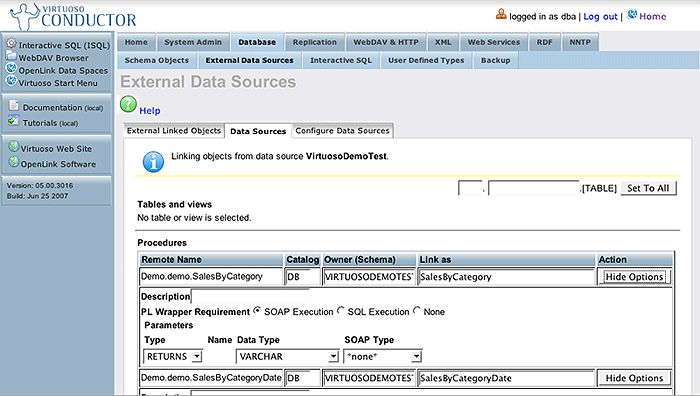 VIRTUOSO
CONDUCTOR
logged in as dba | Log out | Home
Interactive SQL (ISQL)
WebDAV Browser
OpenLink Data Spaces
Virtuoso Start Menu
Documentation (local)
Tutorials (local)
Virtuoso Web Site
OpenLink Software
Version: 05.00.3016
Build: Jun 25 2007
Home System Admin Database Replication WebDAV & HTTP XML Web Services RDF NNTP
Schema Objects External Data Sources Interactive SQL User Defined Types Backup
External Data Sources
Help
External Linked Objects Data Sources Configure Data Sources
Linking objects from data source VirtuosoDemoTest.
. .[TABLE] Set To All
Tables and views
No table or view is selected.
Procedures
Remote Name Catalog Owner (Schema) Link as Action
Demo.demo.SalesByCategory DB VIRTUOSODEMOTES SalesByCategory Hide Options
Description
PL Wrapper Requirement SOAP Execution SQL Execution None
Parameters
Type Name Data Type SOAP Type
RETURNS VARCHAR *none*
Demo.demo.SalesByCategoryDate DB VIRTUOSODEMOTES SalesByCategoryDate Hide Options